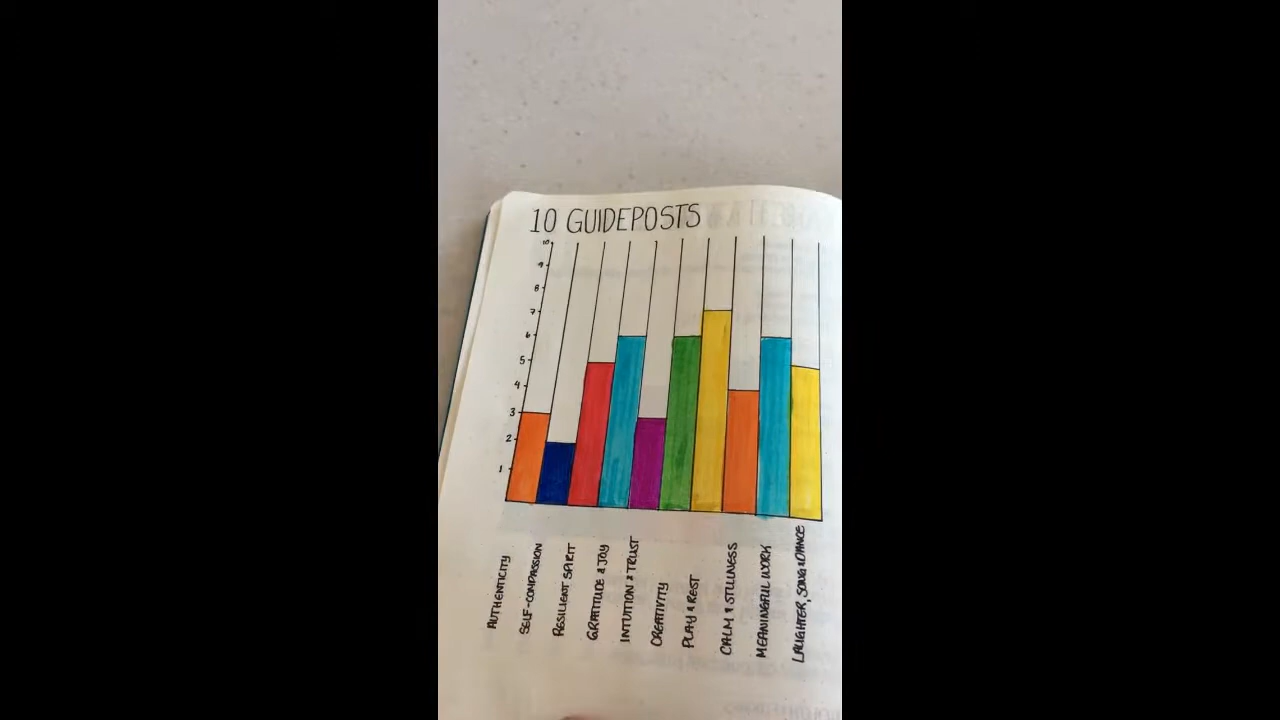 10 GUIDEPOSTS
10
9
8
7
6
5
4
3
2
1
AUTHENTICITY
SELF-COMPASSION
RESILIENT SPIRIT
GRATITUDE & JOY
INTUITION & TRUST
CREATIVITY
PLAY & REST
CALM & STILLNESS
MEANINGFUL WORK
LAUGHTER, SONG & DANCE